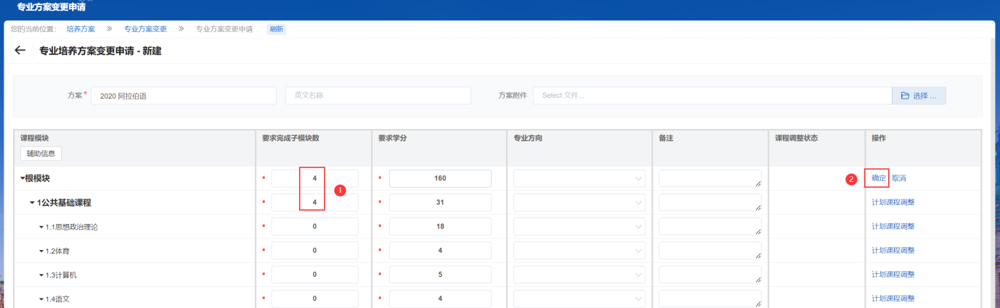 专业方案变更申请
您的当前位置: 培养方案 » 专业方案变更 » 专业方案变更申请 刷新
← 专业培养方案变更申请 - 新建
方案* 2020 阿拉伯语 英文名称 方案附件 Select 文件... 选择 ...
课程模块 要求完成子模块数 要求学分 专业方向 备注 课程调整状态 操作
辅助信息
根模块 * 4 * 160 2 确定 取消
1
1公共基础课程 * 4 * 31 计划课程调整
1.1思想政治理论 * 0 * 18 计划课程调整
1.2体育 * 0 * 4 计划课程调整
1.3计算机 * 0 * 5 计划课程调整
1.4语文 * 0 * 4 计划课程调整